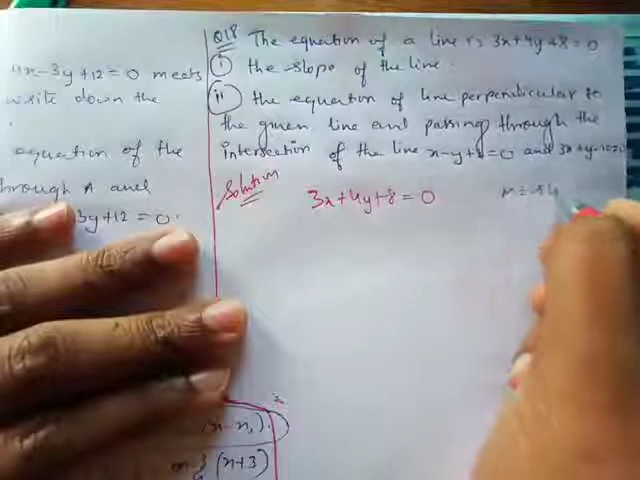 4x-3y+12=0 meets
write down the
equation of the
through A and
3y+12=0.
Q18 The equation of a line is 3x+4y+8=0
(i) the slope of the line.
(ii) the equation of line perpendicular to
the given line and passing through the
intersection of the line x-y+2=0 and 3x+y-10=0
Solution
3x+4y+8=0
(x-x₁).
(x+3)